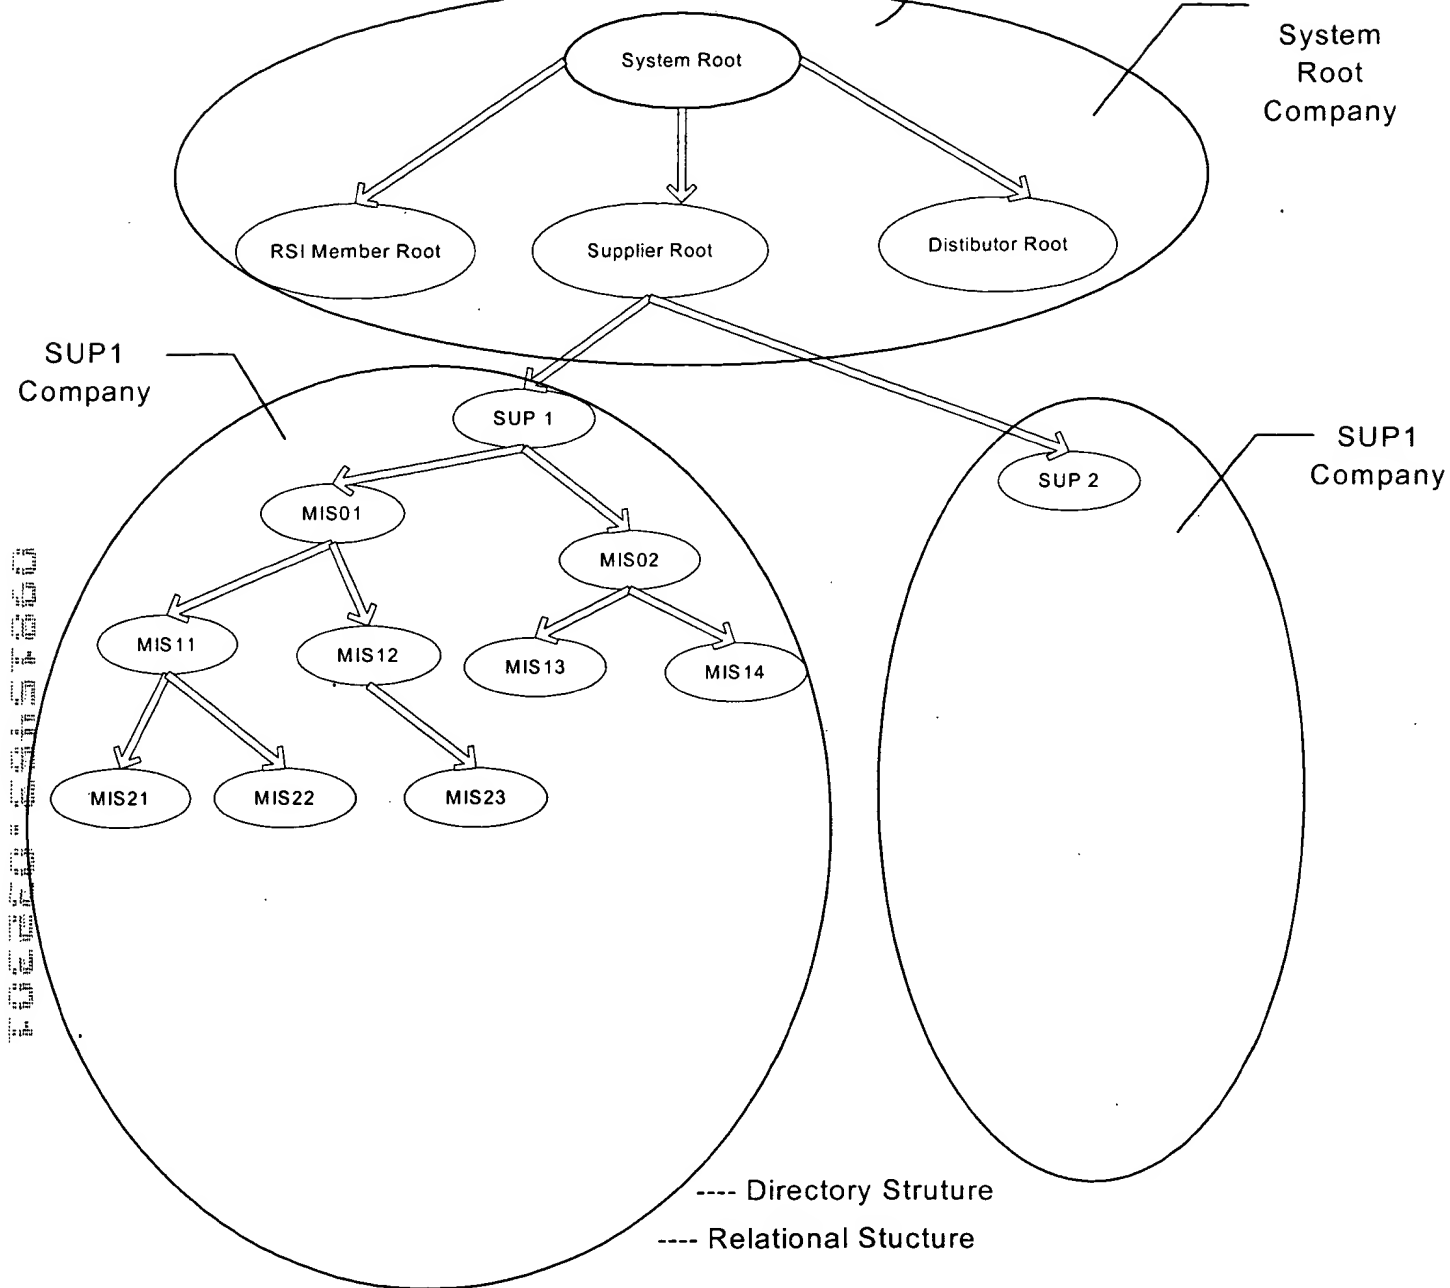 System Root
System
Root
Company
RSI Member Root
Supplier Root
Distibutor Root
SUP1
Company
SUP 1
SUP1
Company
SUP 2
MIS01
MIS02
MIS11
MIS12
MIS13
MIS14
MIS21
MIS22
MIS23
---- Directory Struture
---- Relational Stucture